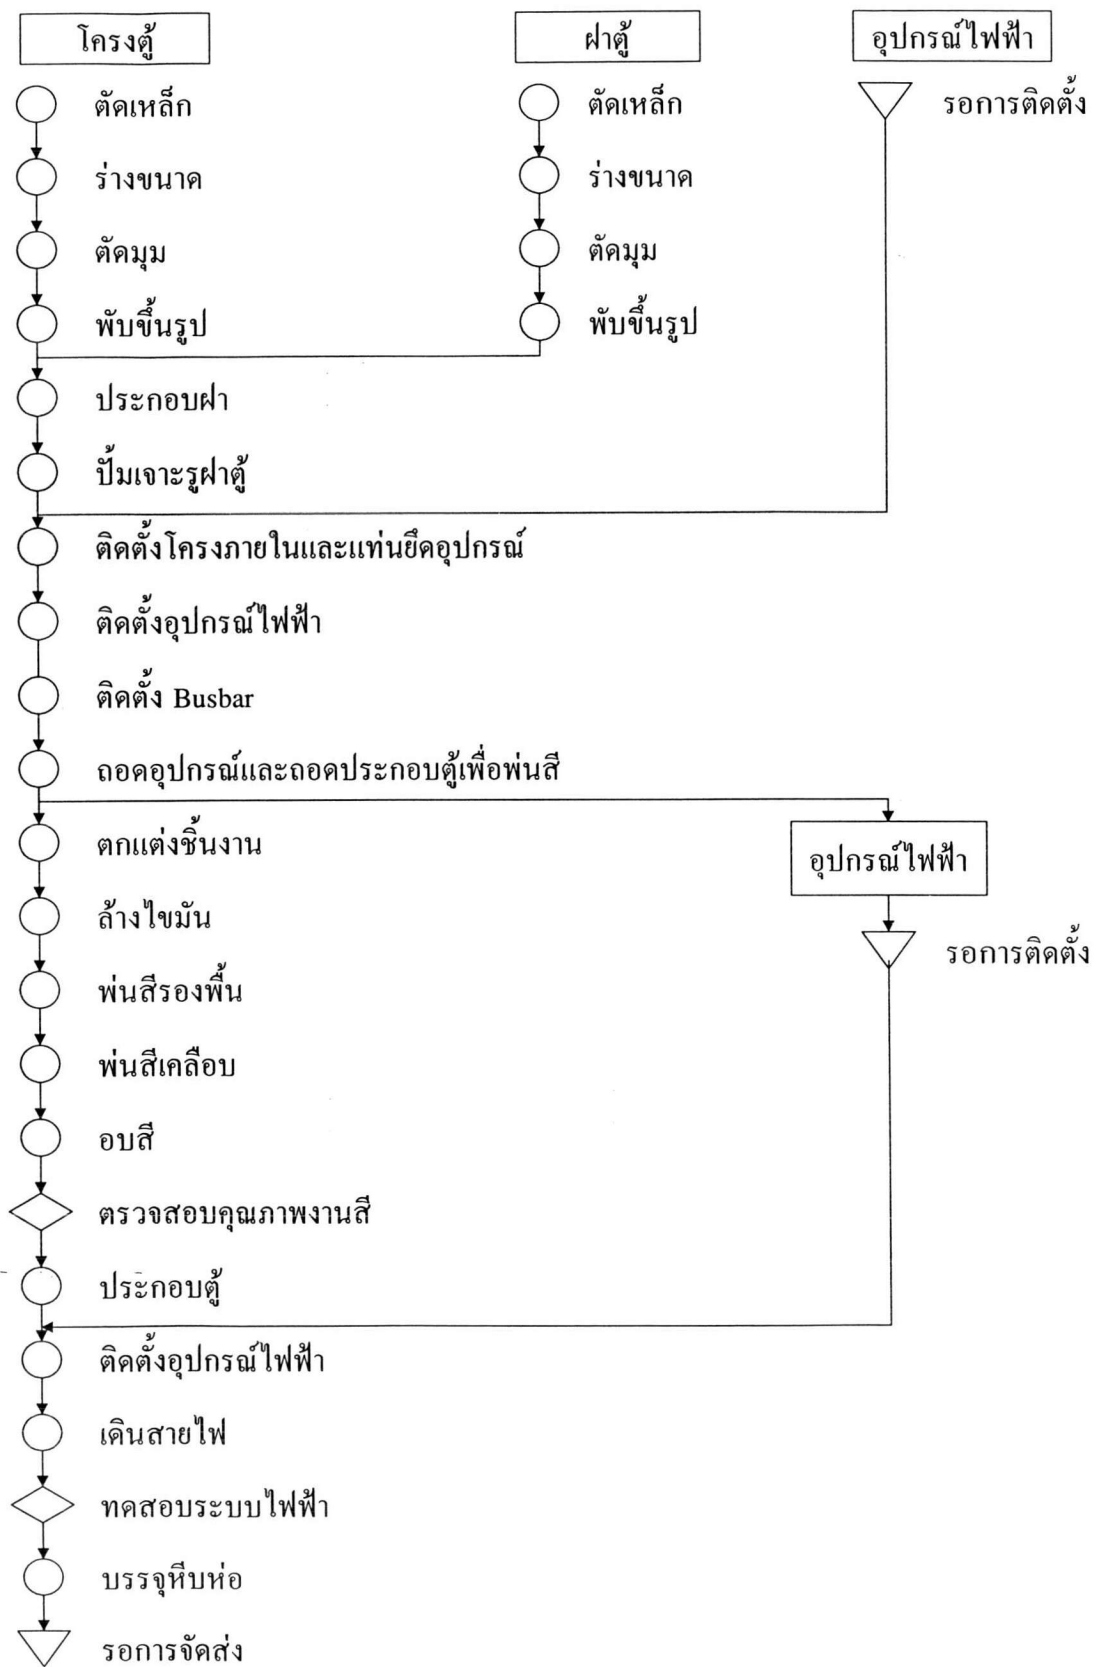 โครงตู้
ฝาตู้
อุปกรณ์ไฟฟ้า
ตัดเหล็ก
ตัดเหล็ก
รอการติดตั้ง
ร่างขนาด
ร่างขนาด
ตัดมุม
ตัดมุม
พับขึ้นรูป
พับขึ้นรูป
ประกอบฝา
ปั้มเจาะรูฝาตู้
ติดตั้งโครงภายในและแท่นยึดอุปกรณ์
ติดตั้งอุปกรณ์ไฟฟ้า
ติดตั้ง Busbar
ถอดอุปกรณ์และถอดประกอบตู้เพื่อพ่นสี
ตกแต่งชิ้นงาน
อุปกรณ์ไฟฟ้า
ล้างไขมัน
รอการติดตั้ง
พ่นสีรองพื้น
พ่นสีเคลือบ
อบสี
ตรวจสอบคุณภาพงานสี
ประกอบตู้
ติดตั้งอุปกรณ์ไฟฟ้า
เดินสายไฟ
ทดสอบระบบไฟฟ้า
บรรจุหีบห่อ
รอการจัดส่ง